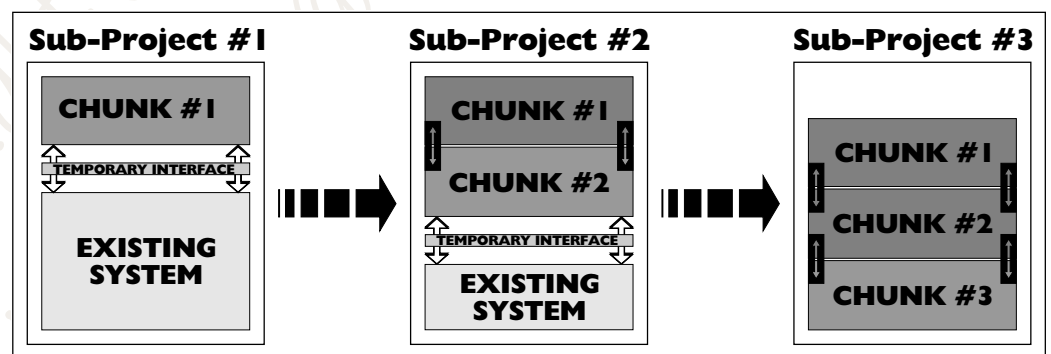 Sub-Project #1
CHUNK #1
TEMPORARY INTERFACE
EXISTING
SYSTEM
Sub-Project #2
CHUNK #1
CHUNK #2
TEMPORARY INTERFACE
EXISTING
SYSTEM
Sub-Project #3
CHUNK #1
CHUNK #2
CHUNK #3